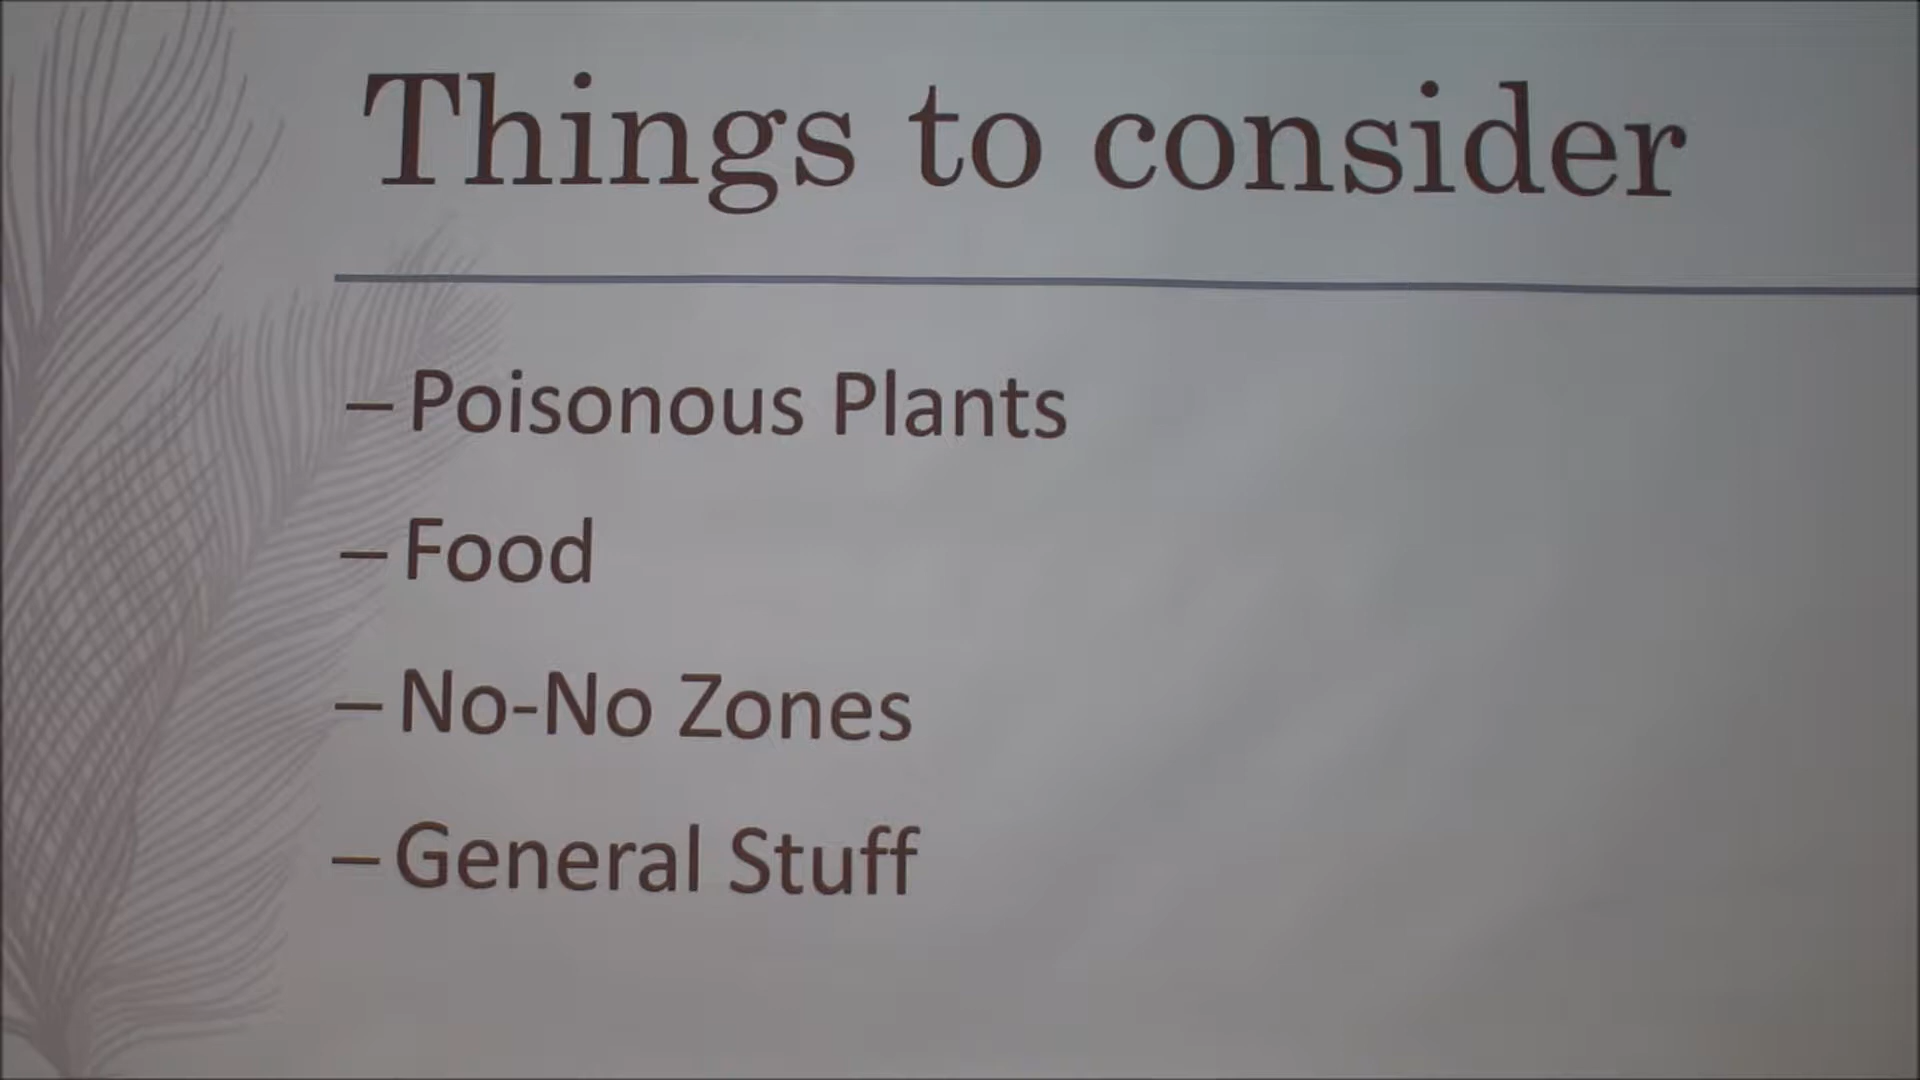 Things to consider
– Poisonous Plants
– Food
– No-No Zones
– General Stuff